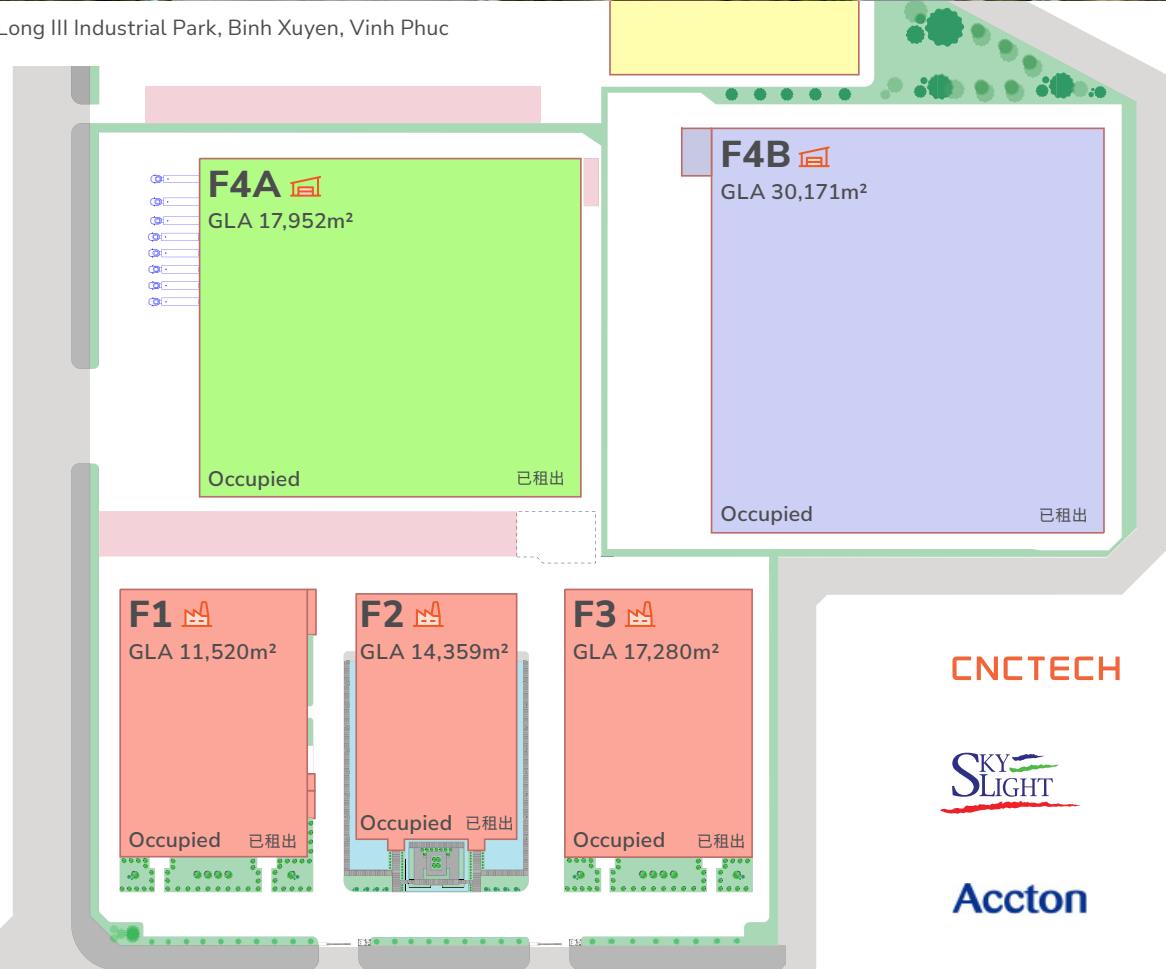 Long III Industrial Park, Binh Xuyen, Vinh Phuc
F4A
GLA 17,952m²
Occupied 已租出
F4B
GLA 30,171m²
Occupied 已租出
F1
GLA 11,520m²
Occupied 已租出
F2
GLA 14,359m²
Occupied 已租出
F3
GLA 17,280m²
Occupied 已租出
CNCTECH
SKY
LIGHT
Accton